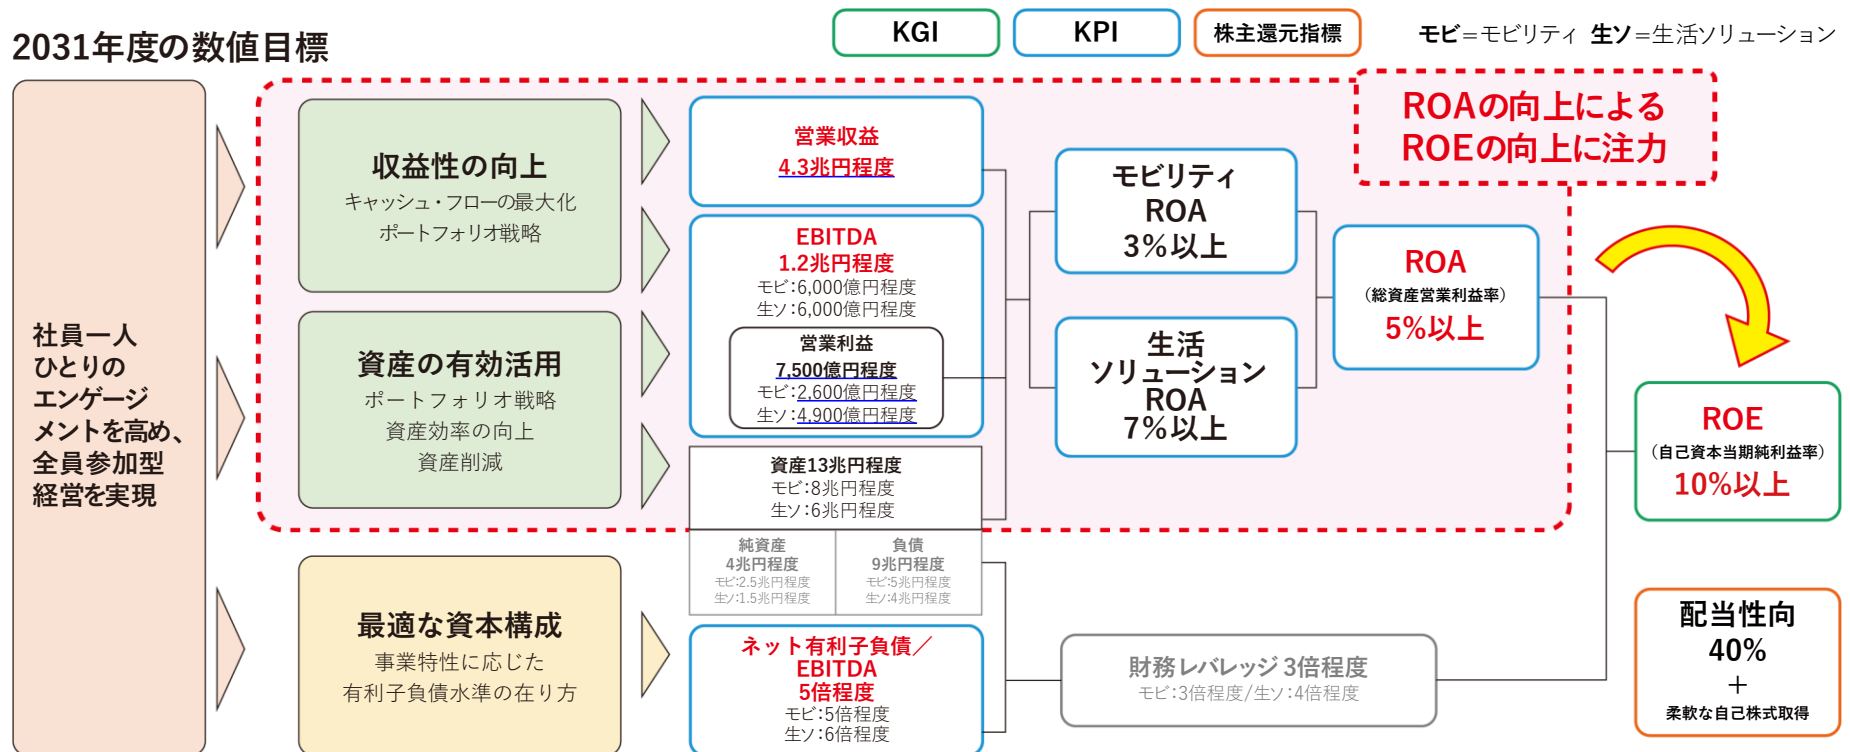 2031年度の数値目標
KGI
KPI
株主還元指標
モビ=モビリティ 生ソ=生活ソリューション
社員一人
ひとりの
エンゲージ
メントを高め、
全員参加型
経営を実現
収益性の向上
キャッシュ・フローの最大化
ポートフォリオ戦略
資産の有効活用
ポートフォリオ戦略
資産効率の向上
資産削減
最適な資本構成
事業特性に応じた
有利子負債水準の在り方
営業収益
4.3兆円程度
EBITDA
1.2兆円程度
モビ:6,000億円程度
生ソ:6,000億円程度
営業利益
7,500億円程度
モビ:2,600億円程度
生ソ:4,900億円程度
資産13兆円程度
モビ:8兆円程度
生ソ:6兆円程度
純資産
4兆円程度
モビ:2.5兆円程度
生ソ:1.5兆円程度
負債
9兆円程度
モビ:5兆円程度
生ソ:4兆円程度
ネット有利子負債/
EBITDA
5倍程度
モビ:5倍程度
生ソ:6倍程度
モビリティ
ROA
3%以上
生活
ソリューション
ROA
7%以上
財務レバレッジ 3倍程度
モビ:3倍程度/生ソ:4倍程度
ROAの向上による
ROEの向上に注力
ROA
(総資産営業利益率)
5%以上
ROE
(自己資本当期純利益率)
10%以上
配当性向
40%
+
柔軟な自己株式取得